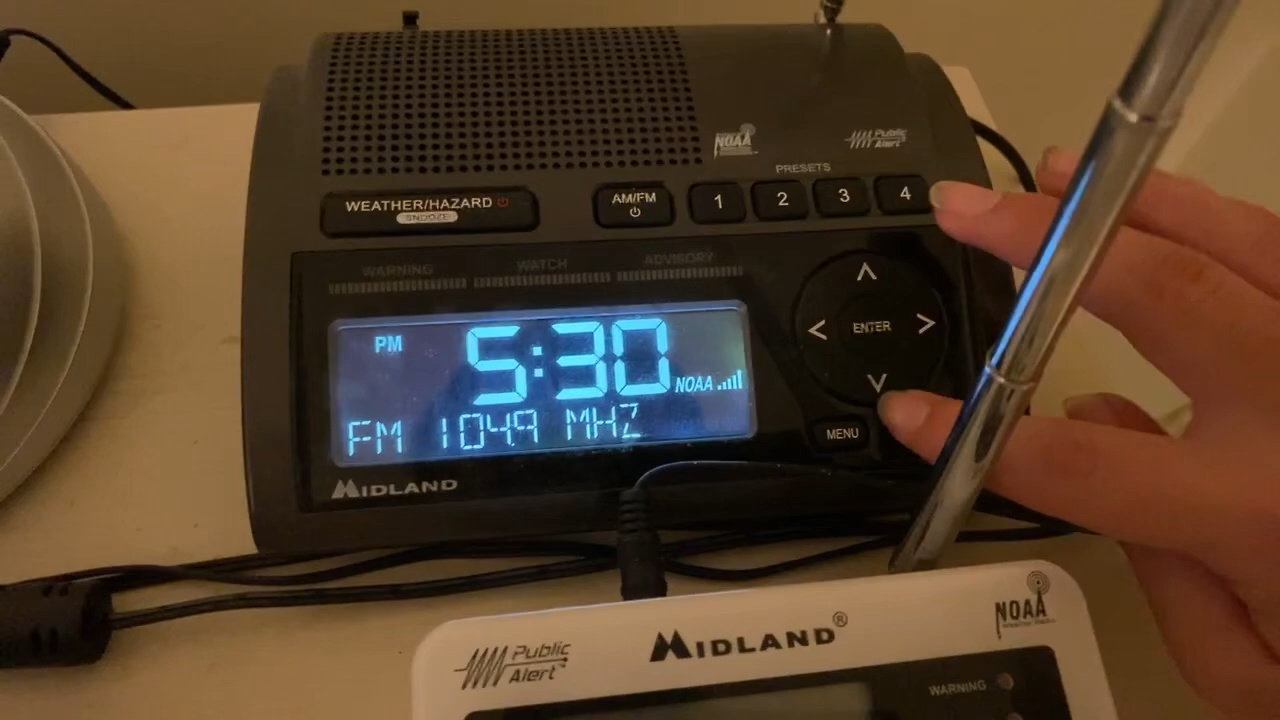 NOAA
Public Alert
PRESETS
WEATHER/HAZARD
SNOOZE
AM/FM
1
2
3
4
WARNING
WATCH
ADVISORY
PM
5:30
NOAA
FM 104.9 MHZ
<
ENTER
>
MENU
MIDLAND
Public Alert™
MIDLAND®
NOAA
WARNING